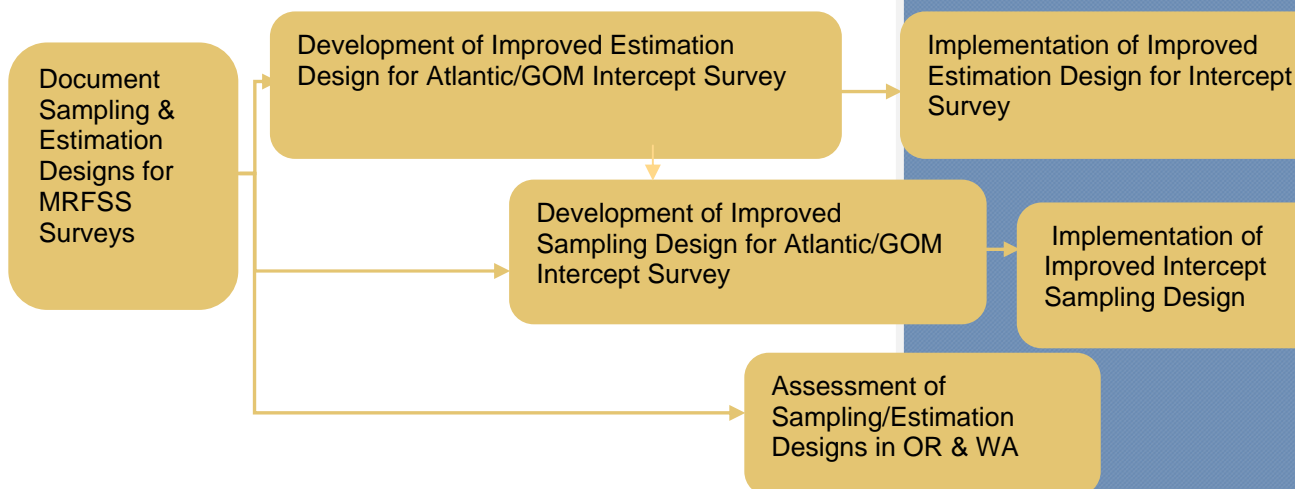 Document
Sampling &
Estimation
Designs for
MRFSS
Surveys
Development of Improved Estimation
Design for Atlantic/GOM Intercept Survey
Implementation of Improved
Estimation Design for Intercept
Survey
Development of Improved
Sampling Design for Atlantic/GOM
Intercept Survey
Implementation of
Improved Intercept
Sampling Design
Assessment of
Sampling/Estimation
Designs in OR & WA